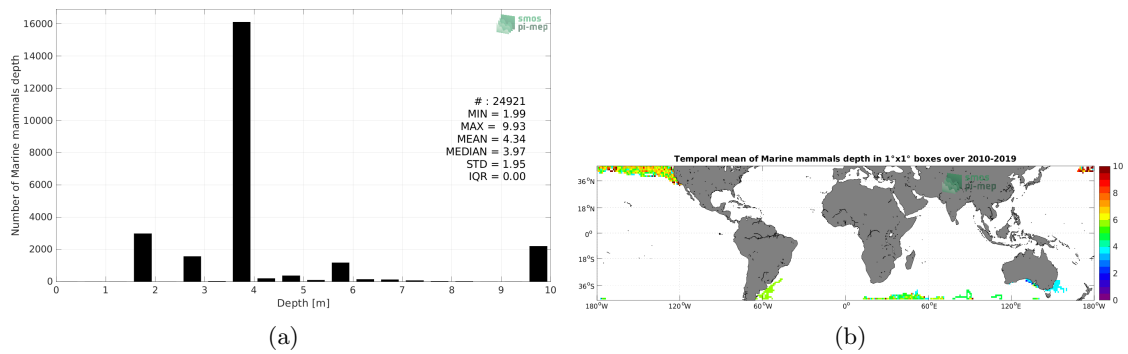 smos
pi-mep
16000
14000
12000
10000
8000
6000
4000
2000
0
Number of Marine mammals depth
# : 24921
MIN = 1.99
MAX = 9.93
MEAN = 4.34
MEDIAN = 3.97
STD = 1.95
IQR = 0.00
0 1 2 3 4 5 6 7 8 9 10
Depth [m]
(a)
Temporal mean of Marine mammals depth in 1°x1° boxes over 2010-2019
smos
pi-mep
36°N
18°N
0°
18°S
36°S
180°W 120°W 60°W 0° 60°E 120°E 180°E
10
8
6
4
2
0
(b)